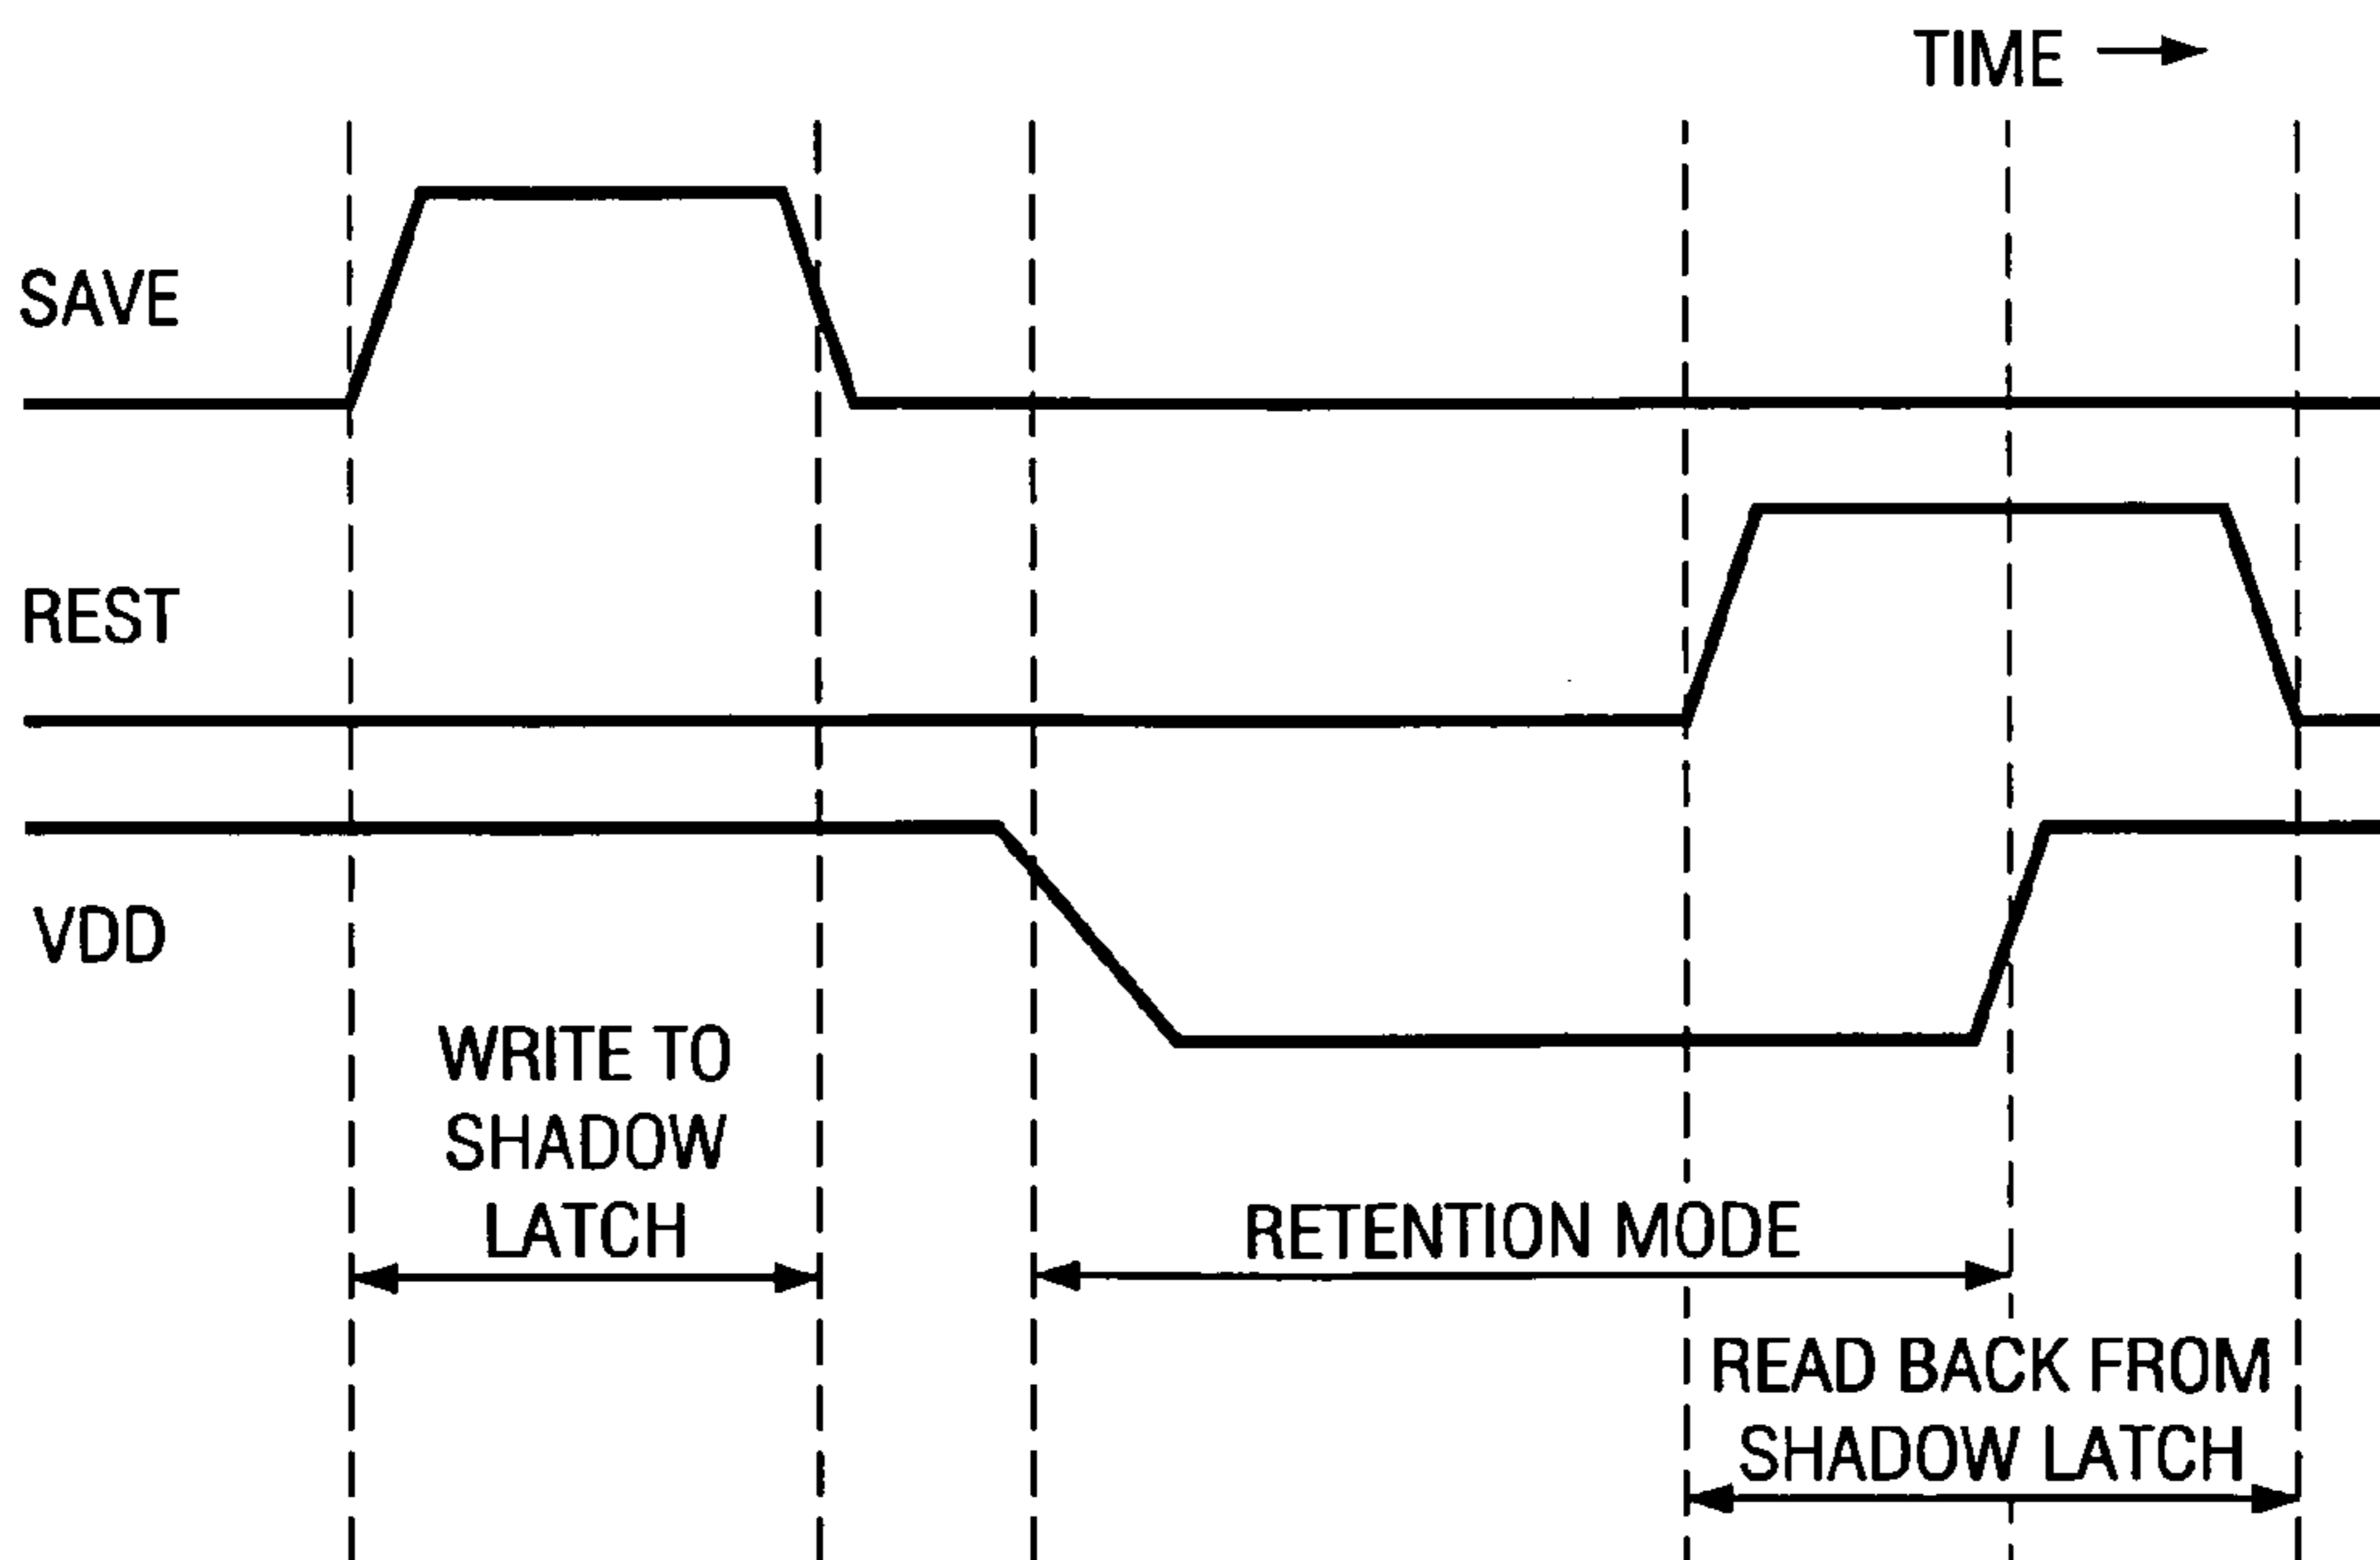 TIME
SAVE
REST
VDD
WRITE TO
SHADOW
LATCH
RETENTION MODE
READ BACK FROM
SHADOW LATCH